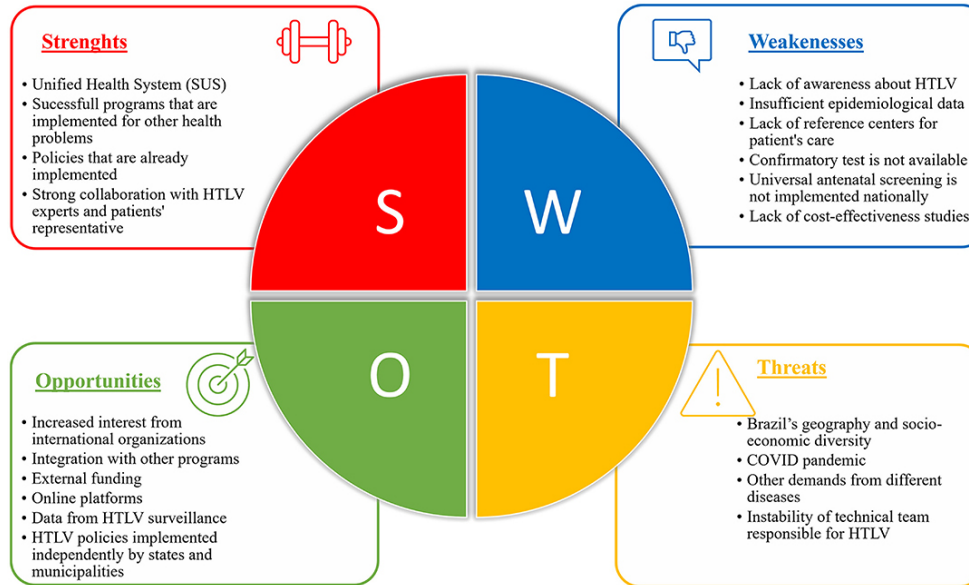 Strenghts
• Unified Health System (SUS)
• Sucessfull programs that are
implemented for other health
problems
• Policies that are already
implemented
• Strong collaboration with HTLV
experts and patients'
representative
Weakenesses
• Lack of awareness about HTLV
• Insufficient epidemiological data
• Lack of reference centers for
patient's care
• Confirmatory test is not available
• Universal antenatal screening is
not implemented nationally
• Lack of cost-effectiveness studies
S
W
O
T
Opportunities
• Increased interest from
international organizations
• Integration with other programs
• External funding
• Online platforms
• Data from HTLV surveillance
• HTLV policies implemented
independently by states and
municipalities
Threats
• Brazil’s geography and socio-
economic diversity
• COVID pandemic
• Other demands from different
diseases
• Instability of technical team
responsible for HTLV